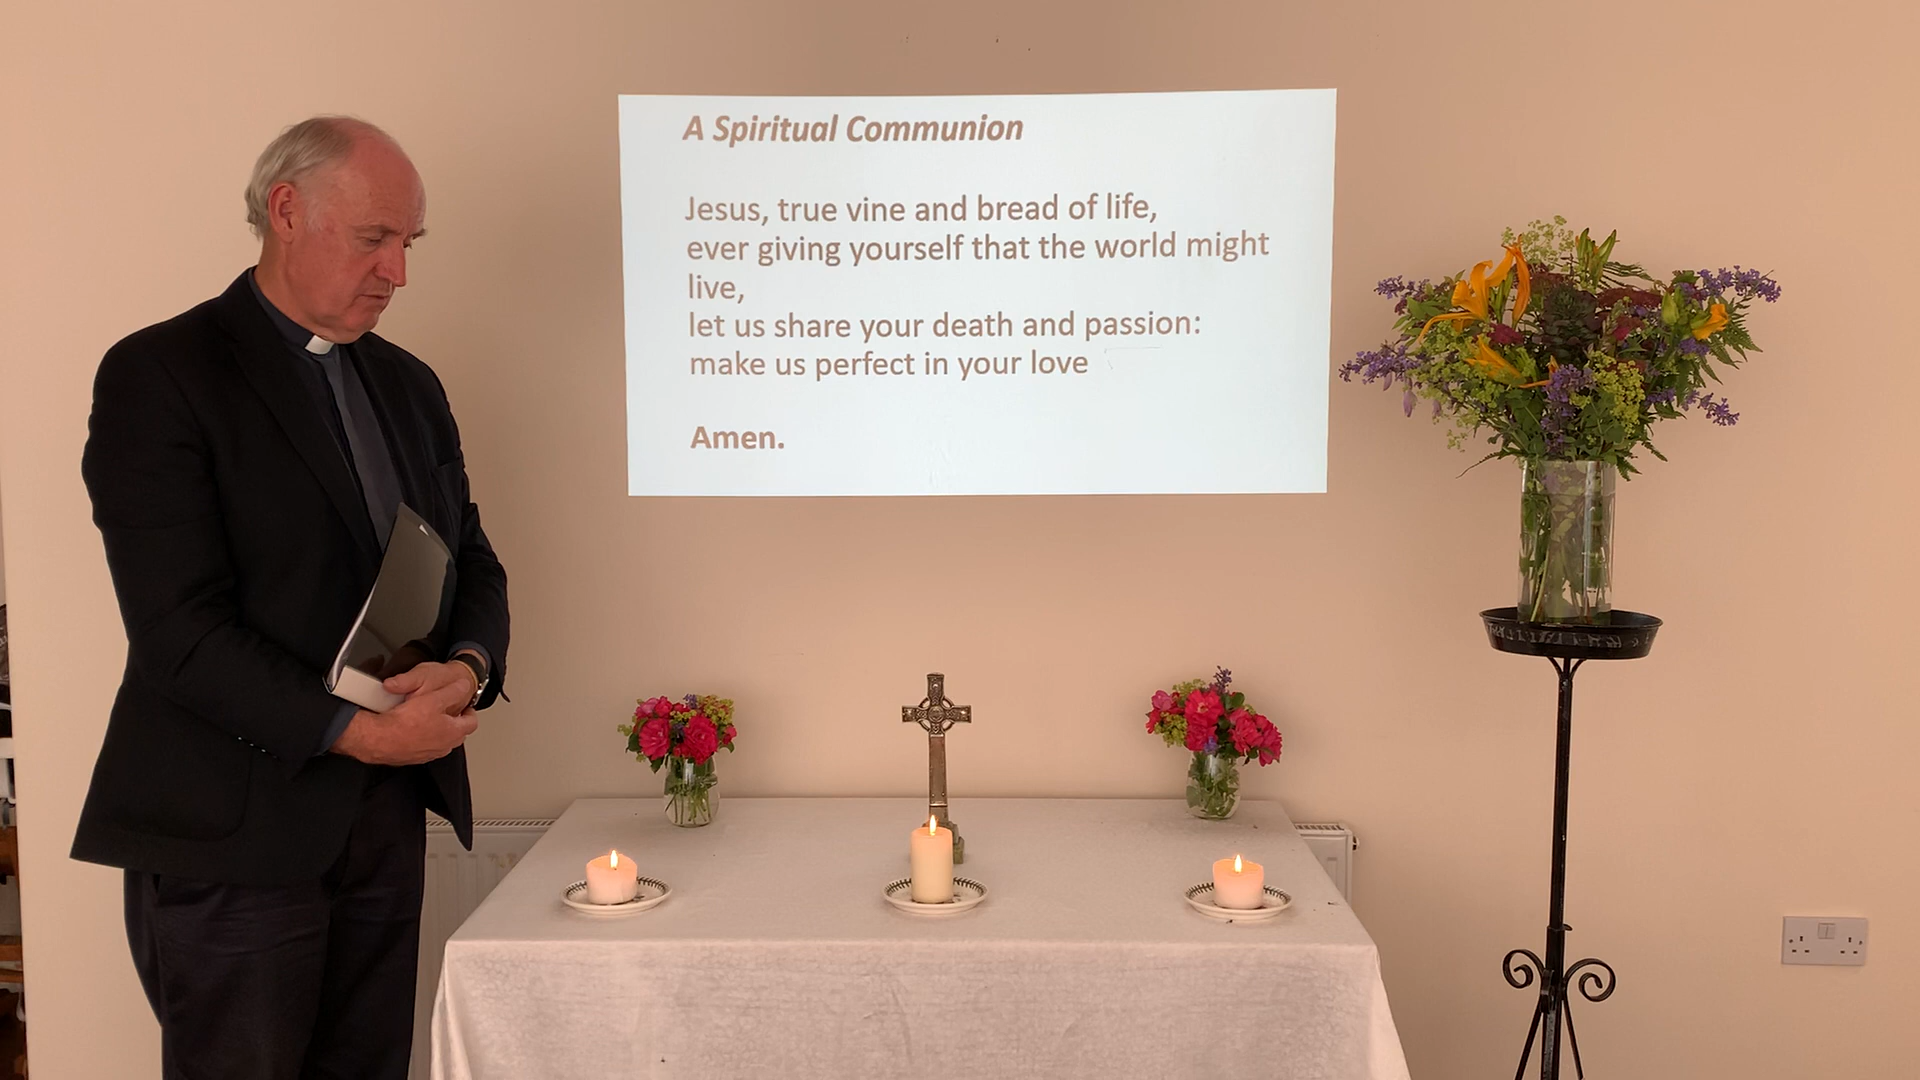 A Spiritual Communion
Jesus, true vine and bread of life,
ever giving yourself that the world might
live,
let us share your death and passion:
make us perfect in your love
Amen.